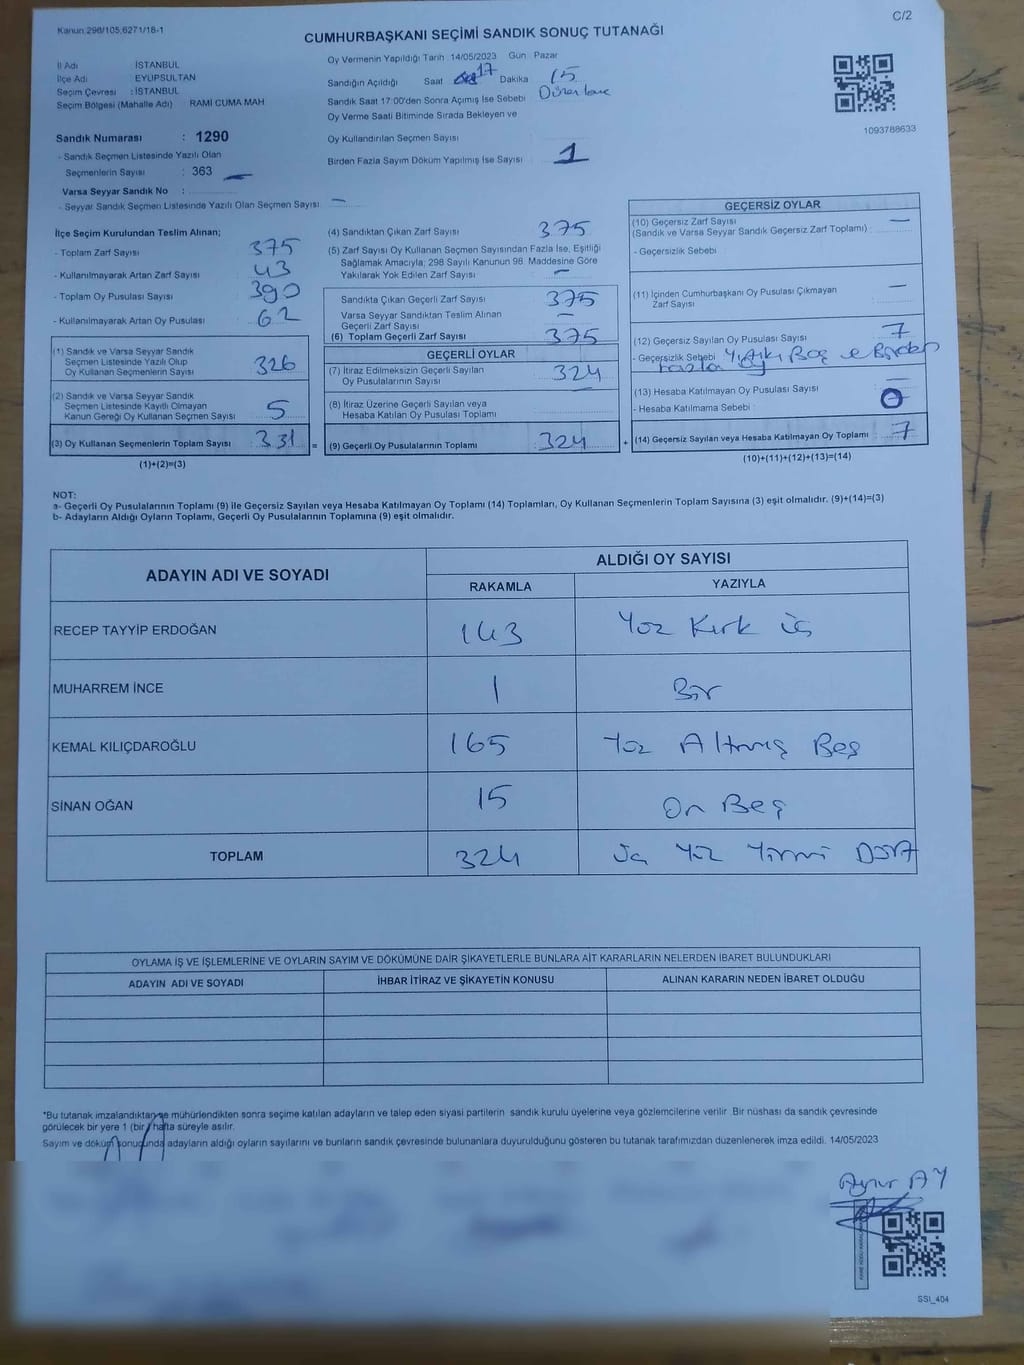 Kanun:298/105,6271/18-1
C/2
CUMHURBAŞKANI SEÇİMİ SANDIK SONUÇ TUTANAĞI
İl Adı : İSTANBUL
İlçe Adı : EYÜPSULTAN
Seçim Çevresi : İSTANBUL
Seçim Bölgesi (Mahalle Adı) : RAMİ CUMA MAH
Sandık Numarası : 1290
- Sandık Seçmen Listesinde Yazılı Olan
Seçmenlerin Sayısı : 363
Varsa Seyyar Sandık No :
- Seyyar Sandık Seçmen Listesinde Yazılı Olan Seçmen Sayısı : —
Oy Vermenin Yapıldığı Tarih 14/05/2023 Gün : Pazar
Sandığın Açıldığı Saat 17 Dakika 15
Sandık Saat 17:00'den Sonra Açılmış İse Sebebi
Oy Verme Saati Bitiminde Sırada Bekleyen ve
Oy Kullandırılan Seçmen Sayısı :
Birden Fazla Sayım Döküm Yapılmış İse Sayısı : 1
1093788633
İlçe Seçim Kurulundan Teslim Alınan;
- Toplam Zarf Sayısı : 375
- Kullanılmayarak Artan Zarf Sayısı : 43
- Toplam Oy Pusulası Sayısı : 390
- Kullanılmayarak Artan Oy Pusulası : 62
(1) Sandık ve Varsa Seyyar Sandık
Seçmen Listesinde Yazılı Olup
Oy Kullanan Seçmenlerin Sayısı : 326
(2) Sandık ve Varsa Seyyar Sandık
Seçmen Listesinde Kayıtlı Olmayan
Kanun Gereği Oy Kullanan Seçmen Sayısı : 5
(3) Oy Kullanan Seçmenlerin Toplam Sayısı : 331
(1)+(2)=(3)
(4) Sandıktan Çıkan Zarf Sayısı : 375
(5) Zarf Sayısı Oy Kullanan Seçmen Sayısından Fazla İse, Eşitliği
Sağlamak Amacıyla; 298 Sayılı Kanunun 98. Maddesine Göre
Yakılarak Yok Edilen Zarf Sayısı : —
Sandıkta Çıkan Geçerli Zarf Sayısı : 375
Varsa Seyyar Sandıktan Teslim Alınan
Geçerli Zarf Sayısı : —
(6) Toplam Geçerli Zarf Sayısı : 375
GEÇERLİ OYLAR
(7) İtiraz Edilmeksizin Geçerli Sayılan
Oy Pusulalarının Sayısı : 324
(8) İtiraz Üzerine Geçerli Sayılan veya
Hesaba Katılan Oy Pusulası Toplamı :
= (9) Geçerli Oy Pusulalarının Toplamı : 324
GEÇERSİZ OYLAR
(10) Geçersiz Zarf Sayısı : —
(Sandık ve Varsa Seyyar Sandık Geçersiz Zarf Toplamı)
- Geçersizlik Sebebi :
(11) İçinden Cumhurbaşkanı Oy Pusulası Çıkmayan : —
Zarf Sayısı
(12) Geçersiz Sayılan Oy Pusulası Sayısı : 7
- Geçersizlik Sebebi : Boş
fazla oy
(13) Hesaba Katılmayan Oy Pusulası Sayısı : —
- Hesaba Katılmama Sebebi : 0
+ (14) Geçersiz Sayılan veya Hesaba Katılmayan Oy Toplamı : 7
(10)+(11)+(12)+(13)=(14)
NOT:
a- Geçerli Oy Pusulalarının Toplamı (9) ile Geçersiz Sayılan veya Hesaba Katılmayan Oy Toplamı (14) Toplamları, Oy Kullanan Seçmenlerin Toplam Sayısına (3) eşit olmalıdır. (9)+(14)=(3)
b- Adayların Aldığı Oyların Toplamı, Geçerli Oy Pusulalarının Toplamına (9) eşit olmalıdır.
ADAYIN ADI VE SOYADI
ALDIĞI OY SAYISI
RAKAMLA YAZIYLA
RECEP TAYYİP ERDOĞAN 143 Yüz Kırk üç
MUHARREM İNCE 1 Bir
KEMAL KILIÇDAROĞLU 165 Yüz Altmış Beş
SİNAN OĞAN 15 On Beş
TOPLAM 324 Üç Yüz Yirmi Dört
OYLAMA İŞ VE İŞLEMLERİNE VE OYLARIN SAYIM VE DÖKÜMÜNE DAİR ŞİKAYETLERLE BUNLARA AİT KARARLARIN NELERDEN İBARET BULUNDUKLARI
ADAYIN ADI VE SOYADI İHBAR İTİRAZ VE ŞİKAYETİN KONUSU ALINAN KARARIN NEDEN İBARET OLDUĞU
*Bu tutanak imzalandıktan ve mühürlendikten sonra seçime katılan adayların ve talep eden siyasi partilerin sandık kurulu üyelerine veya gözlemcilerine verilir. Bir nüshası da sandık çevresinde
görülecek bir yere 1 (bir) hafta süreyle asılır.
Sayım ve döküm sonucunda adayların aldığı oyların sayılarını ve bunların sandık çevresinde bulunanlara duyurulduğunu gösteren bu tutanak tarafımızdan düzenlenerek imza edildi. 14/05/2023
Aynur AY
SSI_404